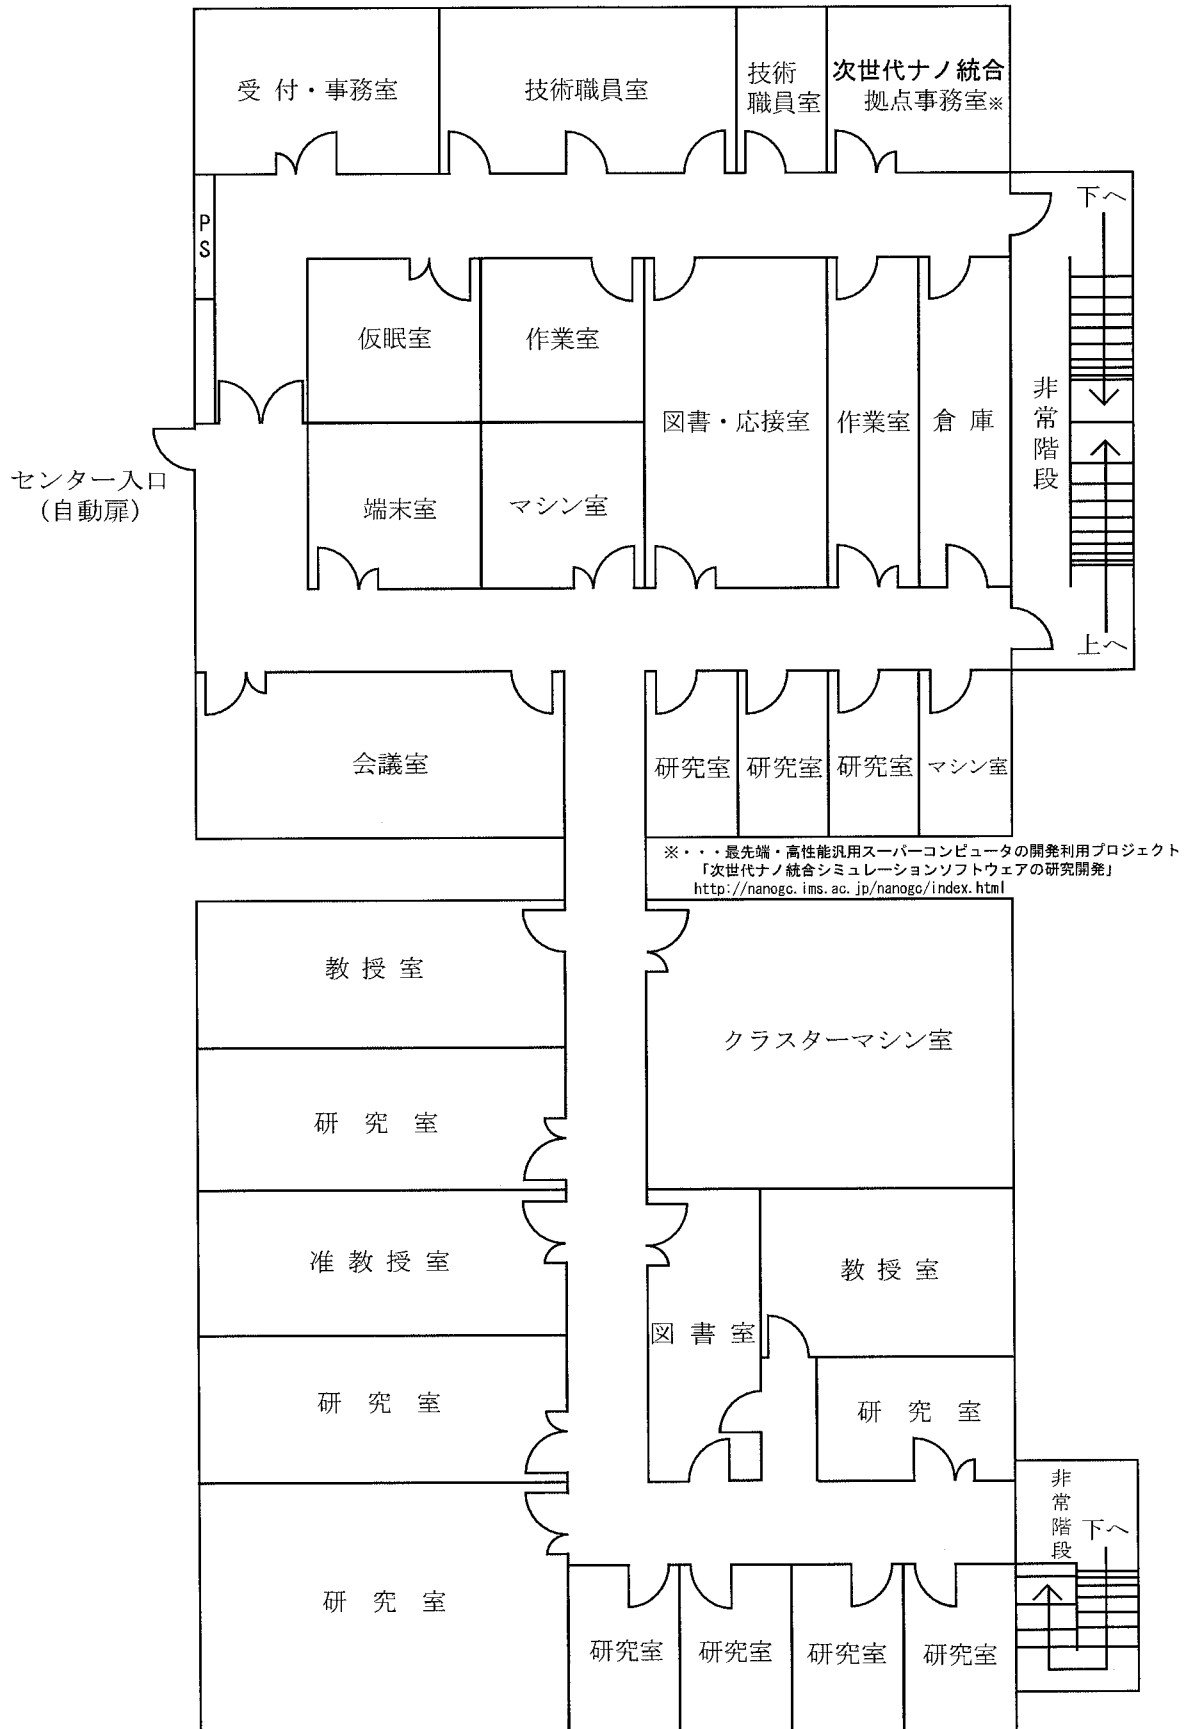 受付・事務室
技術職員室
技術
職員室
次世代ナノ統合
拠点事務室※
下へ
PS
仮眠室
作業室
図書・応接室
作業室
倉庫
非常階段
センター入口
(自動扉)
端末室
マシン室
上へ
会議室
研究室
研究室
研究室
マシン室
※・・・最先端・高性能汎用スーパーコンピュータの開発利用プロジェクト
「次世代ナノ統合シミュレーションソフトウェアの研究開発」
http://nanogc.ims.ac.jp/nanogc/index.html
教授室
クラスターマシン室
研究室
准教授室
教授室
図書室
研究室
研究室
非常階段
下へ
研究室
研究室
研究室
研究室
研究室